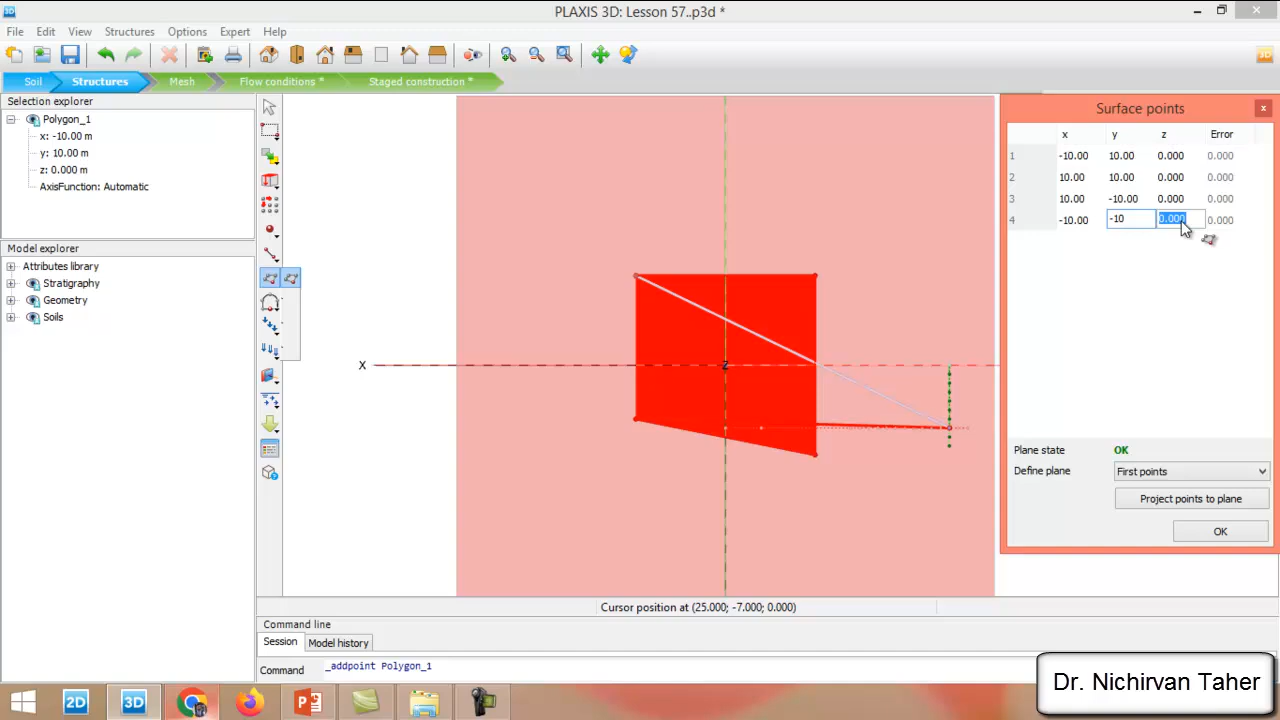 PLAXIS 3D: Lesson 57..p3d *
File Edit View Structures Options Expert Help
Soil Structures Mesh Flow conditions * Staged construction *
Selection explorer
Polygon_1
x: -10.00 m
y: 10.00 m
z: 0.000 m
AxisFunction: Automatic
Model explorer
Attributes library
Stratigraphy
Geometry
Soils
X
Z
Surface points
x y z Error
1 -10.00 10.00 0.000 0.000
2 10.00 10.00 0.000 0.000
3 10.00 -10.00 0.000 0.000
4 -10.00 -10 0.000 0.000
Plane state OK
Define plane First points
Project points to plane
OK
Cursor position at (25.000; -7.000; 0.000)
Command line
Session Model history
Command _addpoint Polygon_1
2D 3D
Dr. Nichirvan Taher